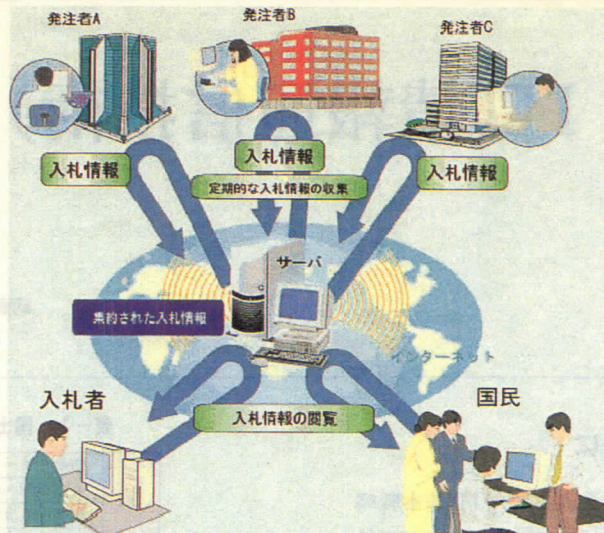 発注者A
発注者B
発注者C
入札情報
入札情報
入札情報
定期的な入札情報の収集
サーバ
集約された入札情報
インターネット
入札者
国民
入札情報の閲覧